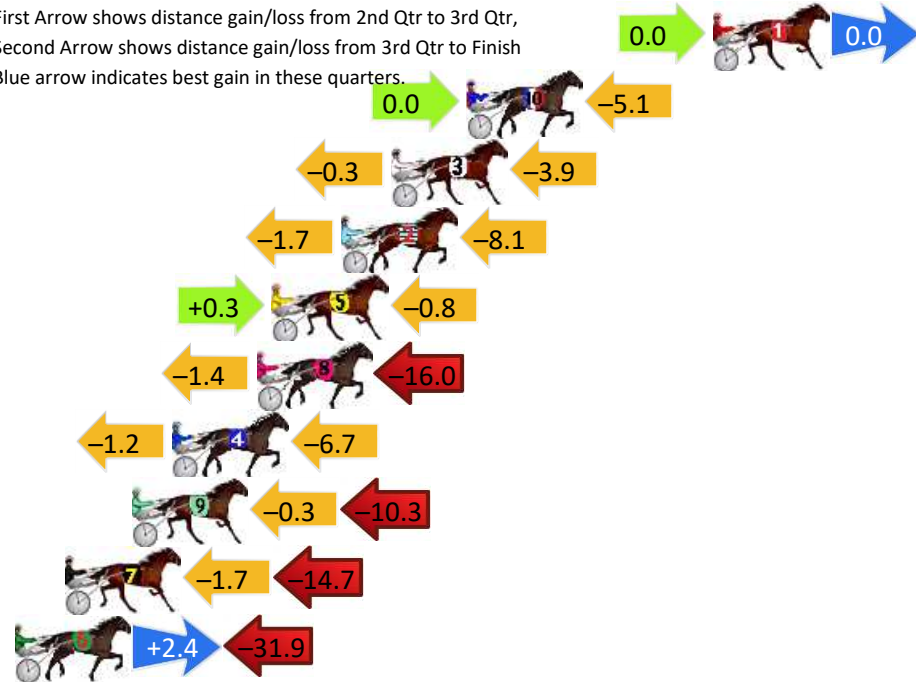 First Arrow shows distance gain/loss from 2nd Qtr to 3rd Qtr,
Second Arrow shows distance gain/loss from 3rd Qtr to Finish
Blue arrow indicates best gain in these quarters.
0.0 1 0.0
0.0 10 –5.1
–0.3 3 –3.9
–1.7 2 –8.1
+0.3 5 –0.8
–1.4 8 –16.0
–1.2 4 –6.7
9 –0.3 –10.3
7 –1.7 –14.7
6 +2.4 –31.9